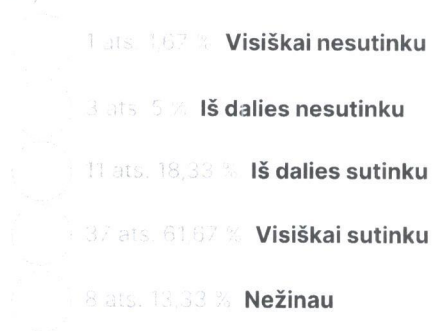 1 ats. 1,67 % Visiškai nesutinku
3 ats. 5 % Iš dalies nesutinku
11 ats. 18,33 % Iš dalies sutinku
37 ats. 61,67 % Visiškai sutinku
8 ats. 13,33 % Nežinau